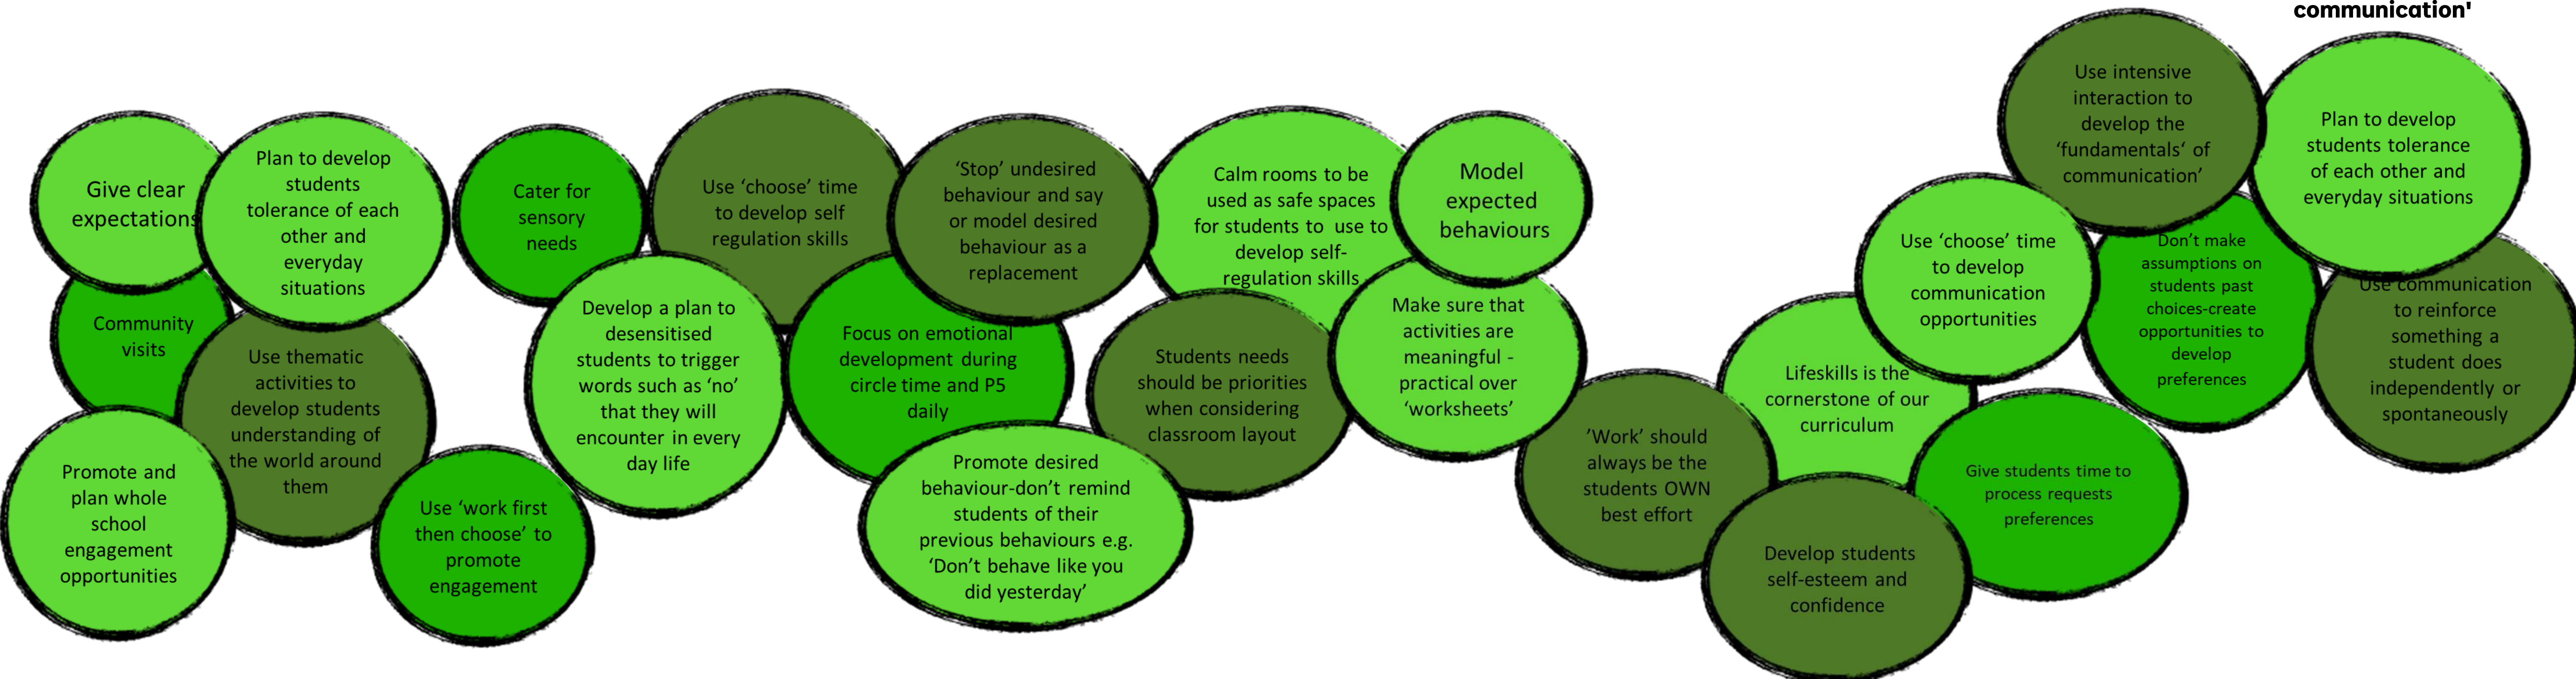 communication'
Give clear
expectations
Plan to develop
students
tolerance of each
other and
everyday
situations
Community
visits
Use thematic
activities to
develop students
understanding of
the world around
them
Promote and
plan whole
school
engagement
opportunities
Use ‘work first
then choose’ to
promote
engagement
Cater for
sensory
needs
Use ‘choose’ time
to develop self
regulation skills
Develop a plan to
desensitised
students to trigger
words such as ‘no’
that they will
encounter in every
day life
Focus on emotional
development during
circle time and P5
daily
‘Stop’ undesired
behaviour and say
or model desired
behaviour as a
replacement
Promote desired
behaviour-don’t remind
students of their
previous behaviours e.g.
‘Don’t behave like you
did yesterday’
Calm rooms to be
used as safe spaces
for students to use to
develop self-
regulation skills
Students needs
should be priorities
when considering
classroom layout
Model
expected
behaviours
Make sure that
activities are
meaningful -
practical over
‘worksheets’
’Work’ should
always be the
students OWN
best effort
Lifeskills is the
cornerstone of our
curriculum
Develop students
self-esteem and
confidence
Use ‘choose’ time
to develop
communication
opportunities
Give students time to
process requests
preferences
Use intensive
interaction to
develop the
‘fundamentals‘ of
communication’
Don’t make
assumptions on
students past
choices-create
opportunities to
develop
preferences
Plan to develop
students tolerance
of each other and
everyday situations
Use communication
to reinforce
something a
student does
independently or
spontaneously